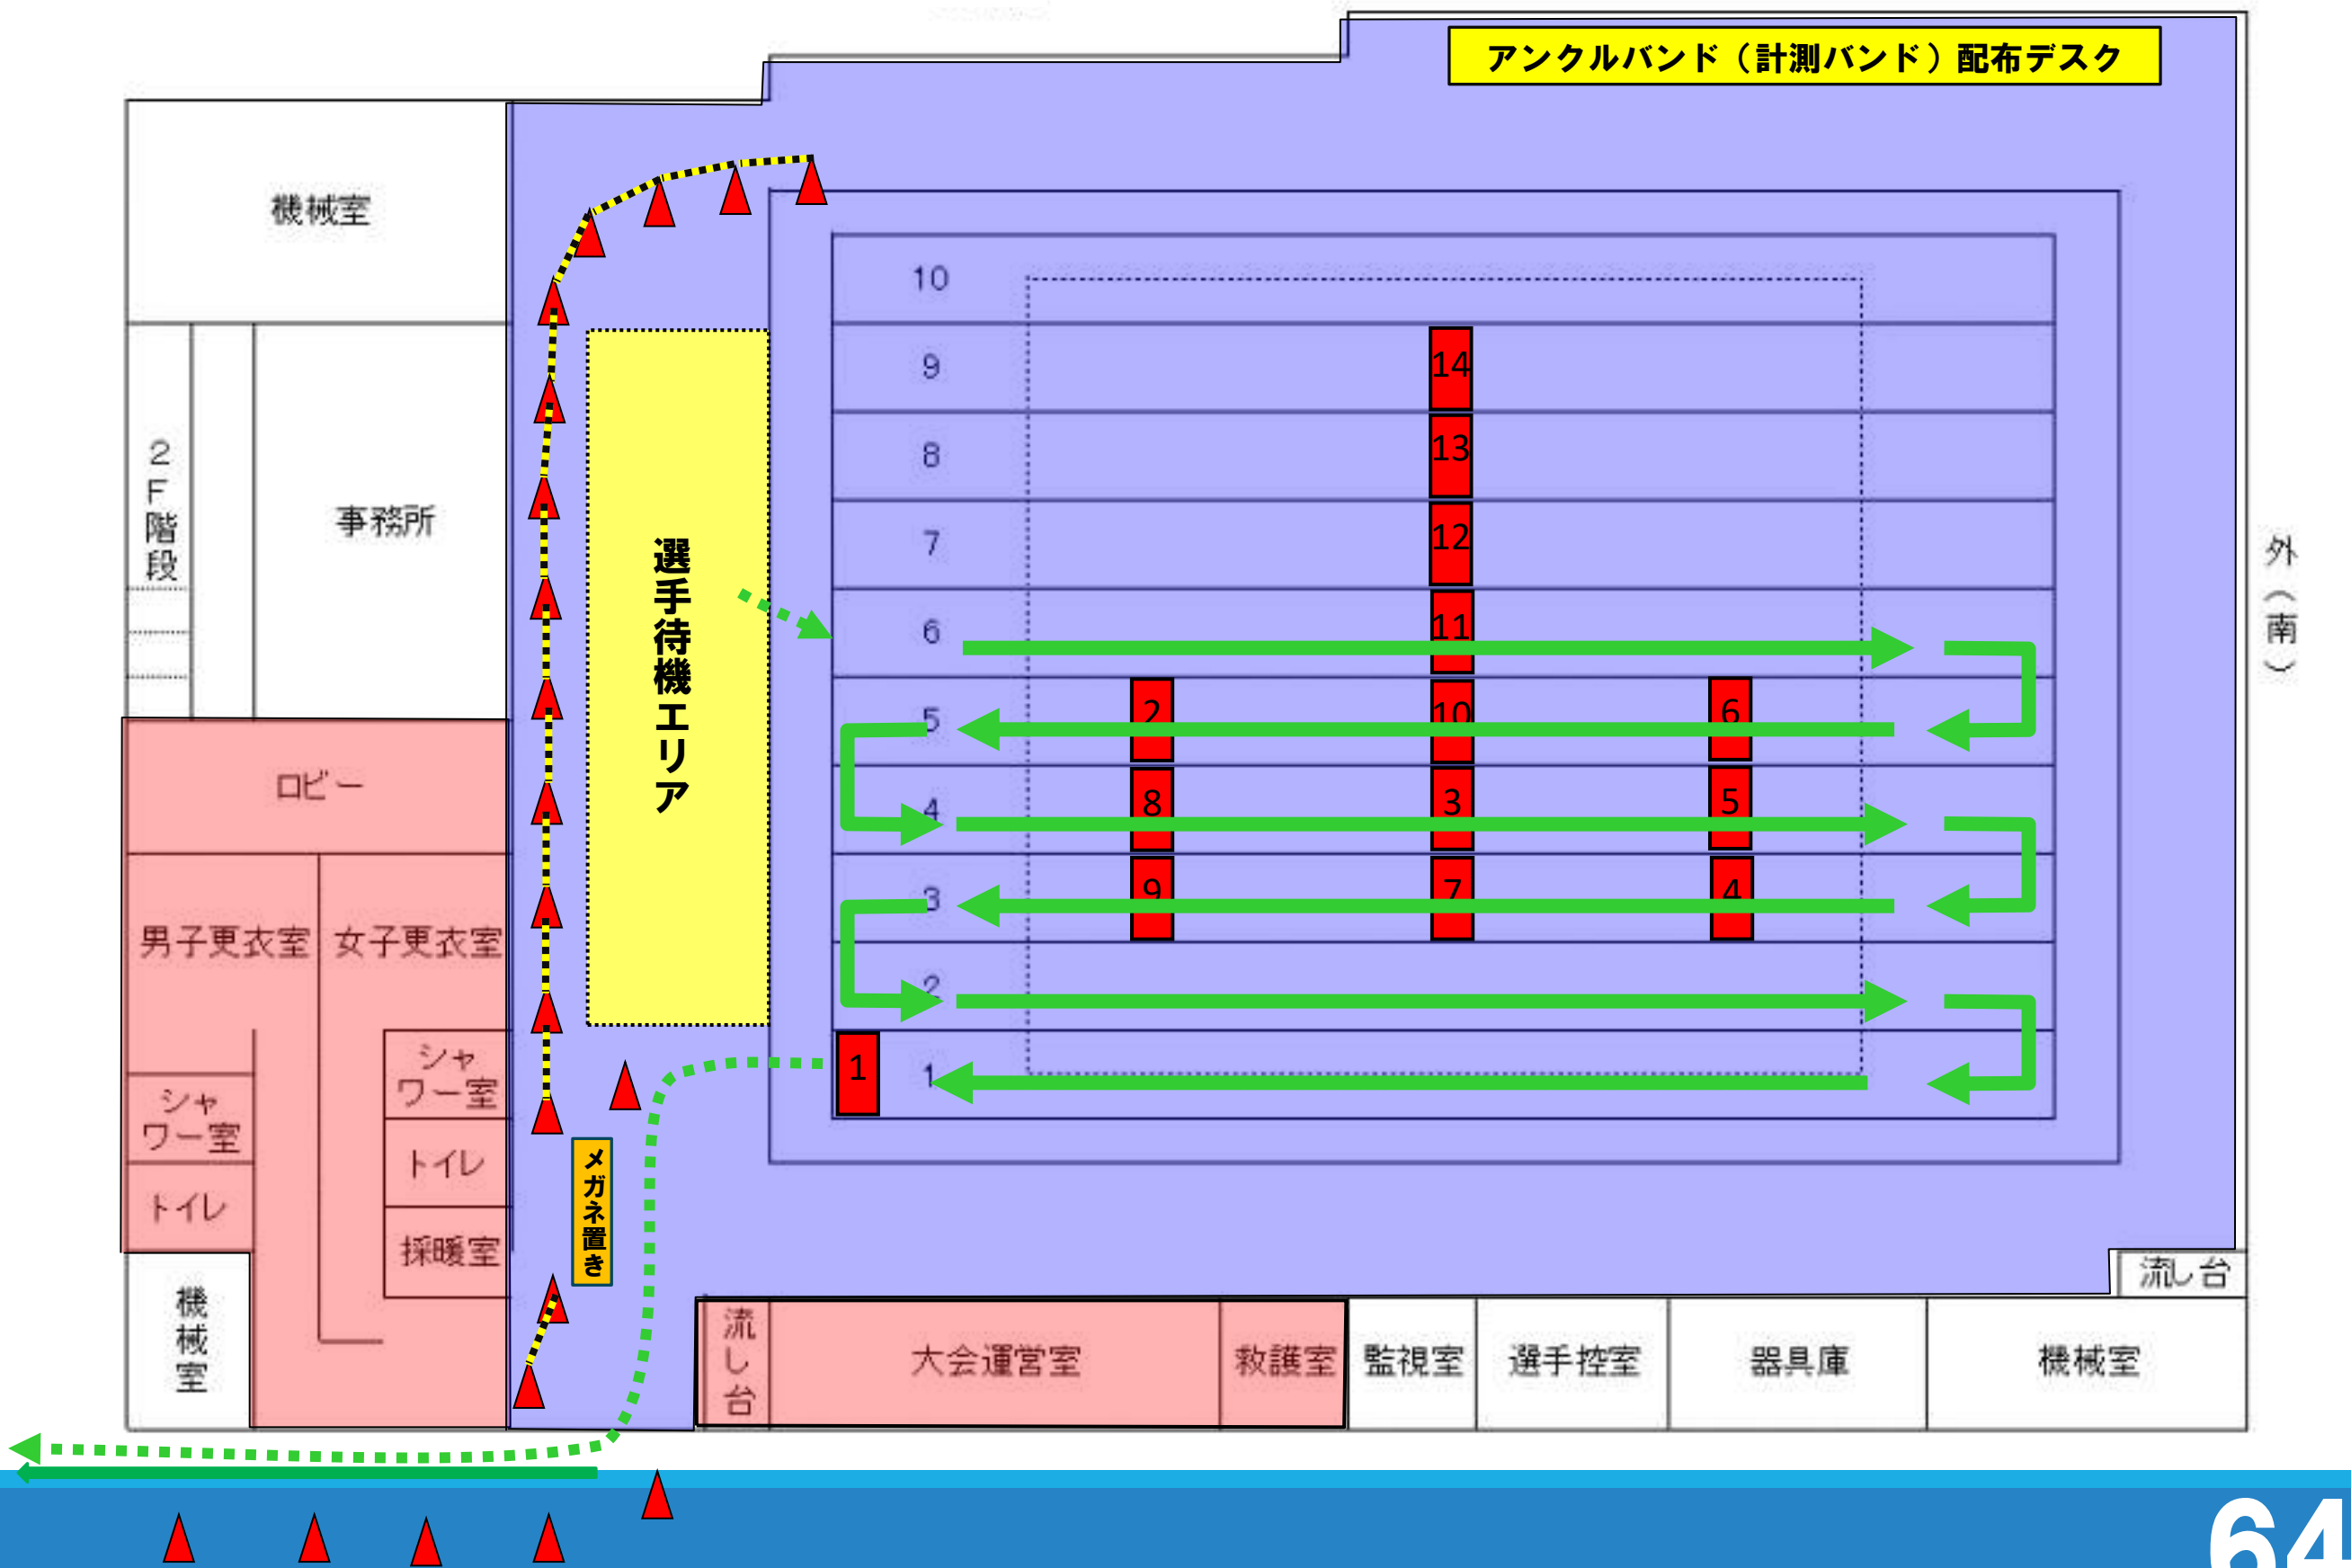 アンクルバンド（計測バンド）配布デスク
機械室
2F階段
事務所
選手待機エリア
外（南）
10
9
8
7
6
5
4
3
2
1
14
13
12
11
2
10
6
8
3
5
9
7
4
1
ロビー
男子更衣室
女子更衣室
シャ
ワー室
シャ
ワー室
トイレ
トイレ
採暖室
メガネ置き
機械室
流し台
流し台
大会運営室
救護室
監視室
選手控室
器具庫
機械室
64